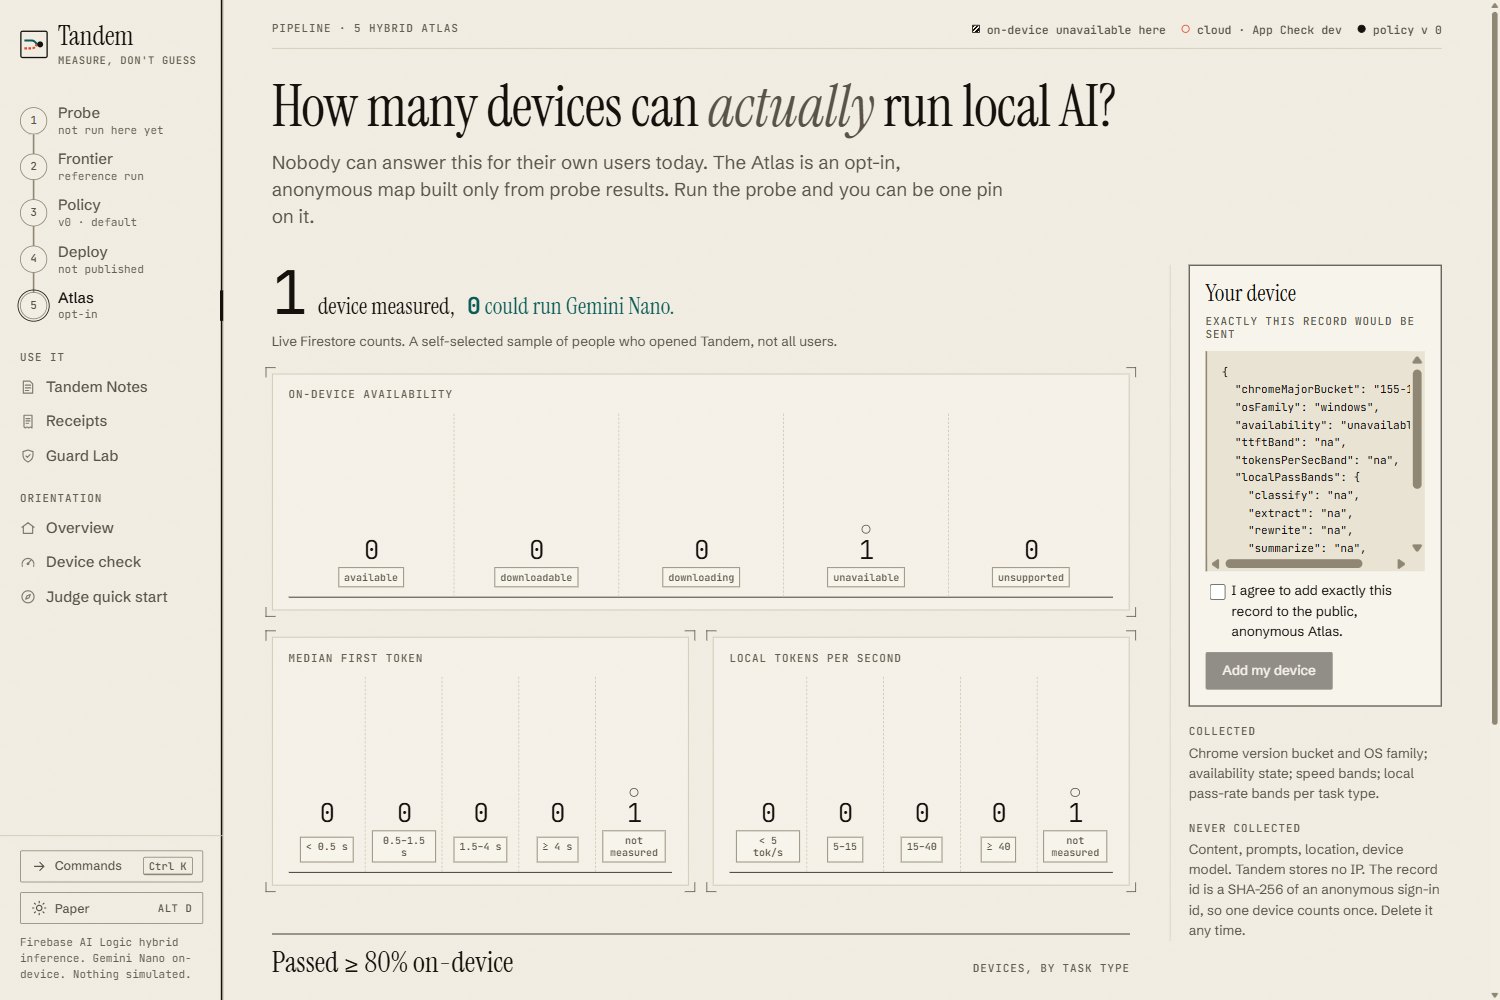 Tandem
MEASURE, DON'T GUESS
1
Probe
not run here yet
2
Frontier
reference run
3
Policy
v0 · default
4
Deploy
not published
5
Atlas
opt-in
USE IT
Tandem Notes
Receipts
Guard Lab
ORIENTATION
Overview
Device check
Judge quick start
Commands
Ctrl K
Paper
ALT D
Firebase AI Logic hybrid
inference. Gemini Nano on-
device. Nothing simulated.
PIPELINE · 5 HYBRID ATLAS
on-device unavailable here
cloud · App Check dev
policy v 0
How many devices can actually run local AI?
Nobody can answer this for their own users today. The Atlas is an opt-in,
anonymous map built only from probe results. Run the probe and you can be one pin
on it.
1 device measured, 0 could run Gemini Nano.
Live Firestore counts. A self-selected sample of people who opened Tandem, not all users.
ON-DEVICE AVAILABILITY
0 0 0 1 0
available downloadable downloading unavailable unsupported
MEDIAN FIRST TOKEN
0 0 0 0 1
< 0.5 s
0.5–1.5
s
1.5–4 s
≥ 4 s
not
measured
LOCAL TOKENS PER SECOND
0 0 0 0 1
< 5
tok/s
5–15
15–40
≥ 40
not
measured
Passed ≥ 80% on-device
DEVICES, BY TASK TYPE
Your device
EXACTLY THIS RECORD WOULD BE
SENT
{
"chromeMajorBucket": "155-1
"osFamily": "windows",
"availability": "unavailabl
"ttftBand": "na",
"tokensPerSecBand": "na",
"localPassBands": {
"classify": "na",
"extract": "na",
"rewrite": "na",
"summarize": "na",
I agree to add exactly this
record to the public,
anonymous Atlas.
Add my device
COLLECTED
Chrome version bucket and OS family;
availability state; speed bands; local
pass-rate bands per task type.
NEVER COLLECTED
Content, prompts, location, device
model. Tandem stores no IP. The record
id is a SHA-256 of an anonymous sign-in
id, so one device counts once. Delete it
any time.